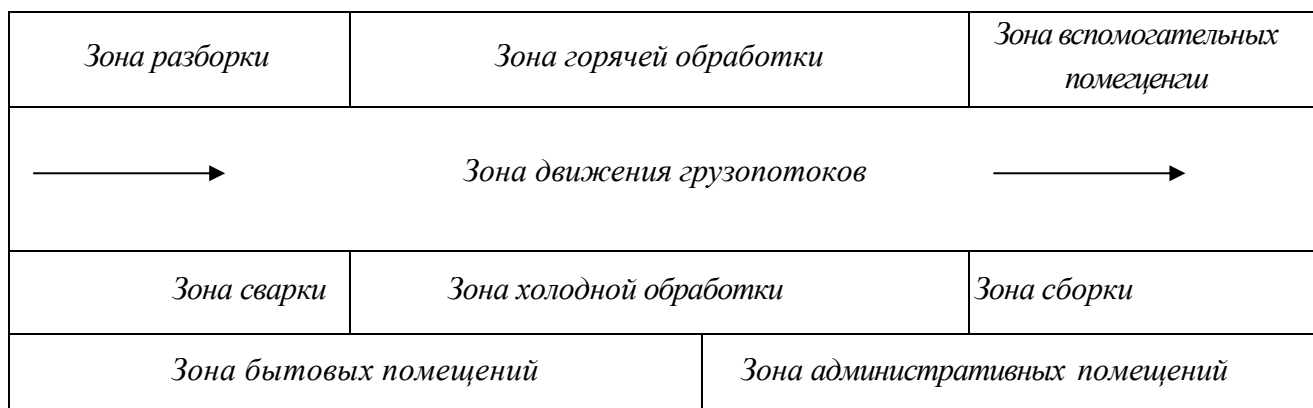 Зона разборки
Зона горячей обработки
Зона вспомогательных
помегценгш
Зона движения грузопотоков
Зона сварки
Зона холодной обработки
Зона сборки
Зона бытовых помещений
Зона административных помещений